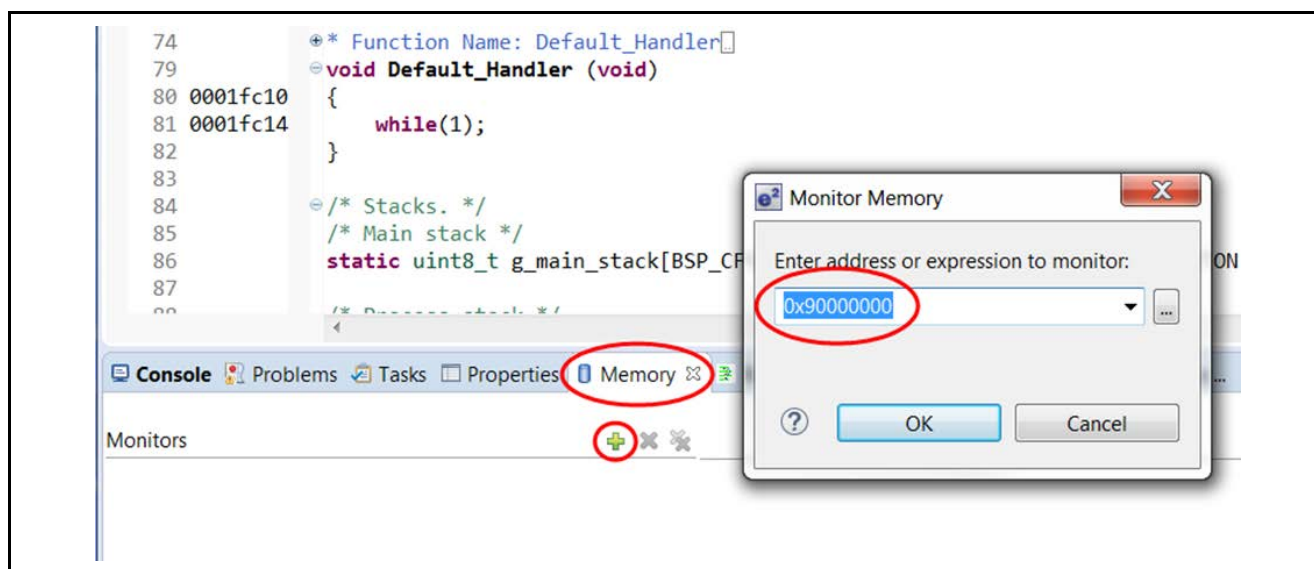 74 * Function Name: Default_Handler
79 void Default_Handler (void)
80 0001fc10 {
81 0001fc14 while(1);
82 }
83
84 /* Stacks. */
85 /* Main stack */
86 static uint8_t g_main_stack[BSP_CF ON
87
Monitor Memory
Enter address or expression to monitor:
0x90000000
...
? OK Cancel
Console Problems Tasks Properties Memory ...
Monitors